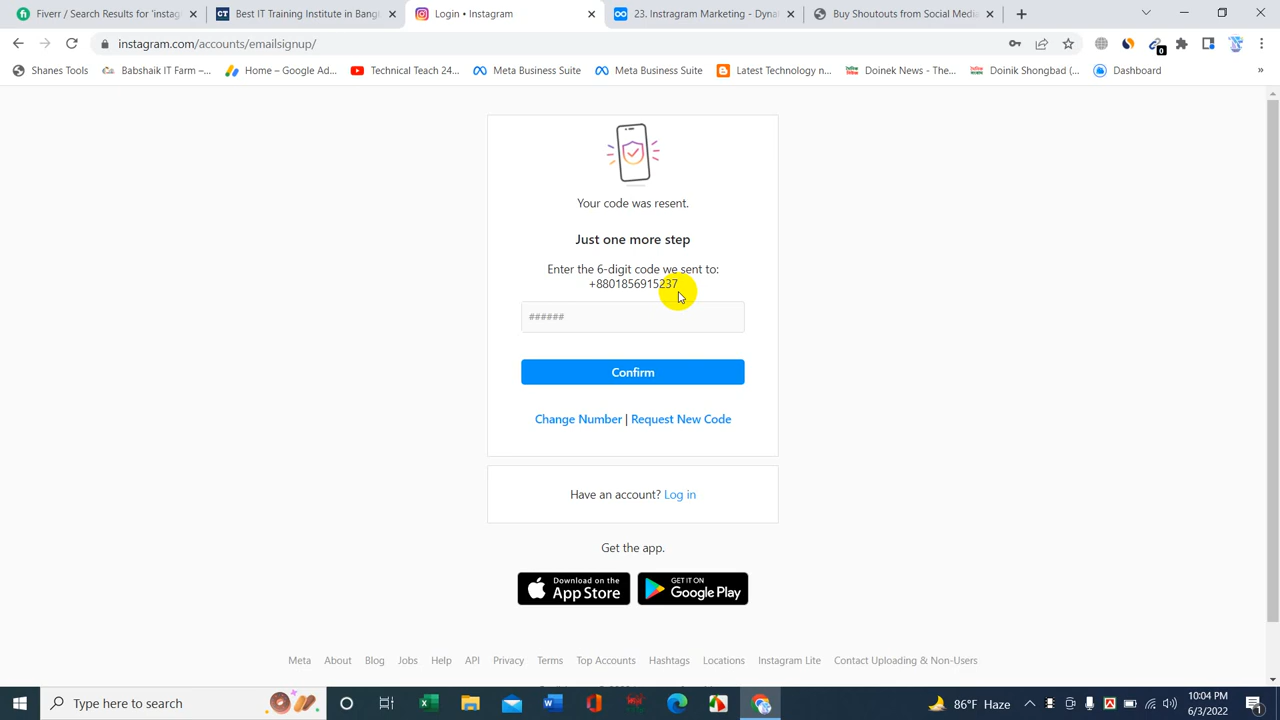 Fiverr Search Results for 'instag
Best IT Training Institute in Bangl
Login • Instagram
23. Instagram Marketing - Dyna
Buy Shoutouts from Social Media
instagram.com/accounts/emailsignup/
0
Shanes Tools
Babshaik IT Farm –...
Home – Google Ad...
Technical Teach 24...
Meta Business Suite
Meta Business Suite
Latest Technology n...
Doinek News - The...
Doinik Shongbad (...
Dashboard
»
Your code was resent.
Just one more step
Enter the 6-digit code we sent to:
+8801856915237
######
Confirm
Change Number | Request New Code
Have an account? Log in
Get the app.
Download on the
App Store
GET IT ON
Google Play
Meta About Blog Jobs Help API Privacy Terms Top Accounts Hashtags Locations Instagram Lite Contact Uploading & Non-Users
Type here to search
86°F Haze
10:04 PM
6/3/2022
1